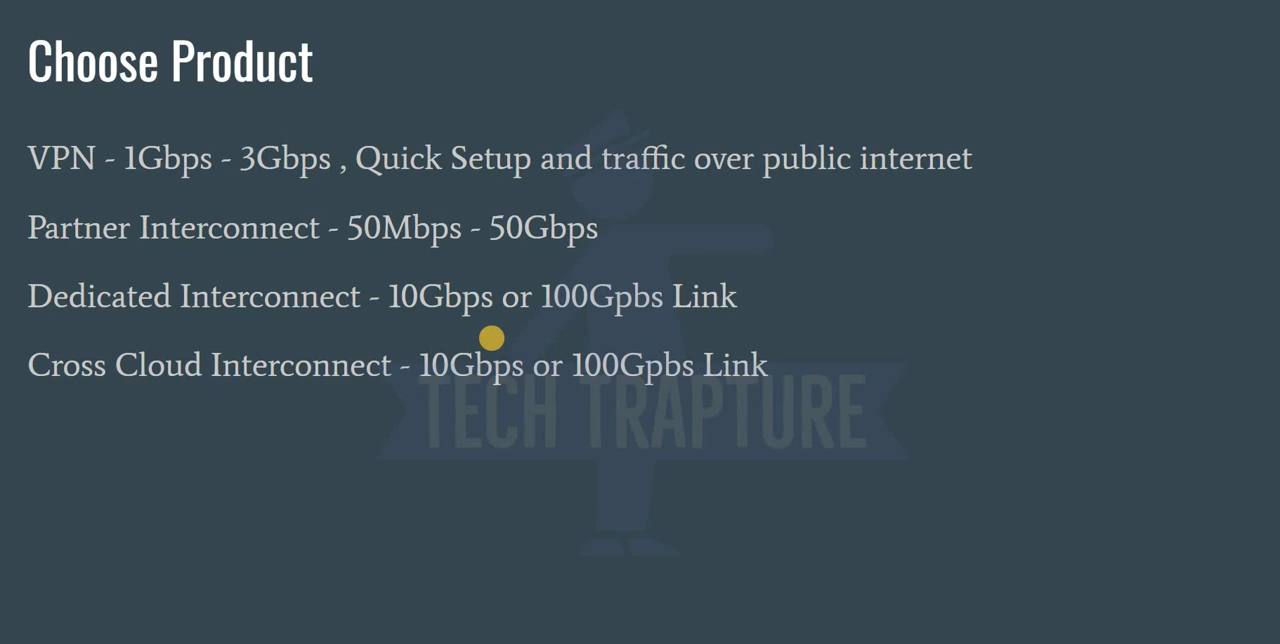 Choose Product
VPN - 1Gbps - 3Gbps , Quick Setup and traffic over public internet
Partner Interconnect - 50Mbps - 50Gbps
Dedicated Interconnect - 10Gbps or 100Gpbs Link
Cross Cloud Interconnect - 10Gbps or 100Gpbs Link
TECH TRAPTURE